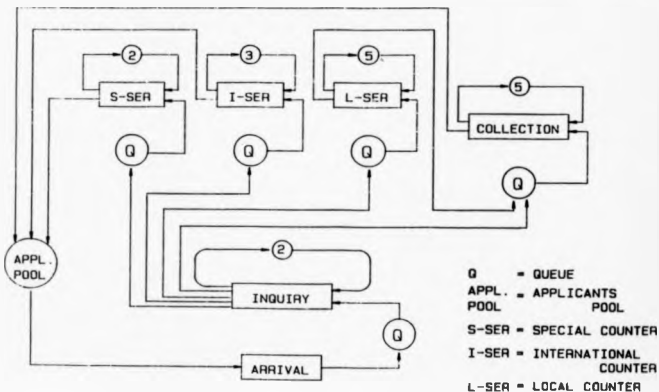 2
3
5
5
S-SER
I-SER
L-SER
COLLECTION
Q
Q
Q
Q
APPL.
POOL
2
INQUIRY
Q
ARRIVAL
Q = QUEUE
APPL. = APPLICANTS
POOL POOL
S-SER = SPECIAL COUNTER
I-SER = INTERNATIONAL
COUNTER
L-SER = LOCAL COUNTER